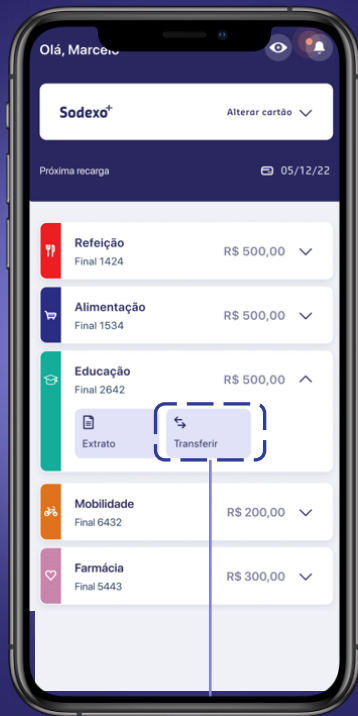 Olá, Marcelo
Sodexo+
Alterar cartão
Próxima recarga
05/12/22
Refeição
R$ 500,00
Final 1424
Alimentação
R$ 500,00
Final 1534
Educação
R$ 500,00
Final 2642
Extrato
Transferir
Mobilidade
R$ 200,00
Final 6432
Farmácia
R$ 300,00
Final 5443